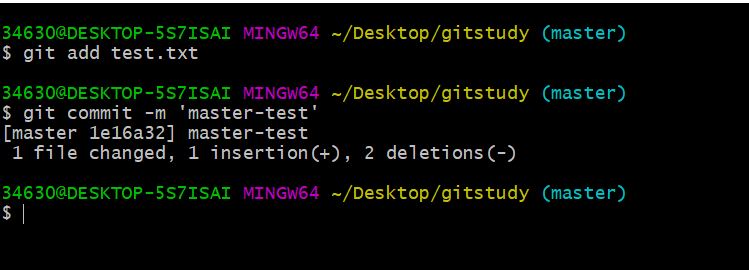 34630@DESKTOP-5S7ISAI MINGW64 ~/Desktop/gitstudy (master)
$ git add test.txt
34630@DESKTOP-5S7ISAI MINGW64 ~/Desktop/gitstudy (master)
$ git commit -m 'master-test'
[master 1e16a32] master-test
1 file changed, 1 insertion(+), 2 deletions(-)
34630@DESKTOP-5S7ISAI MINGW64 ~/Desktop/gitstudy (master)
$